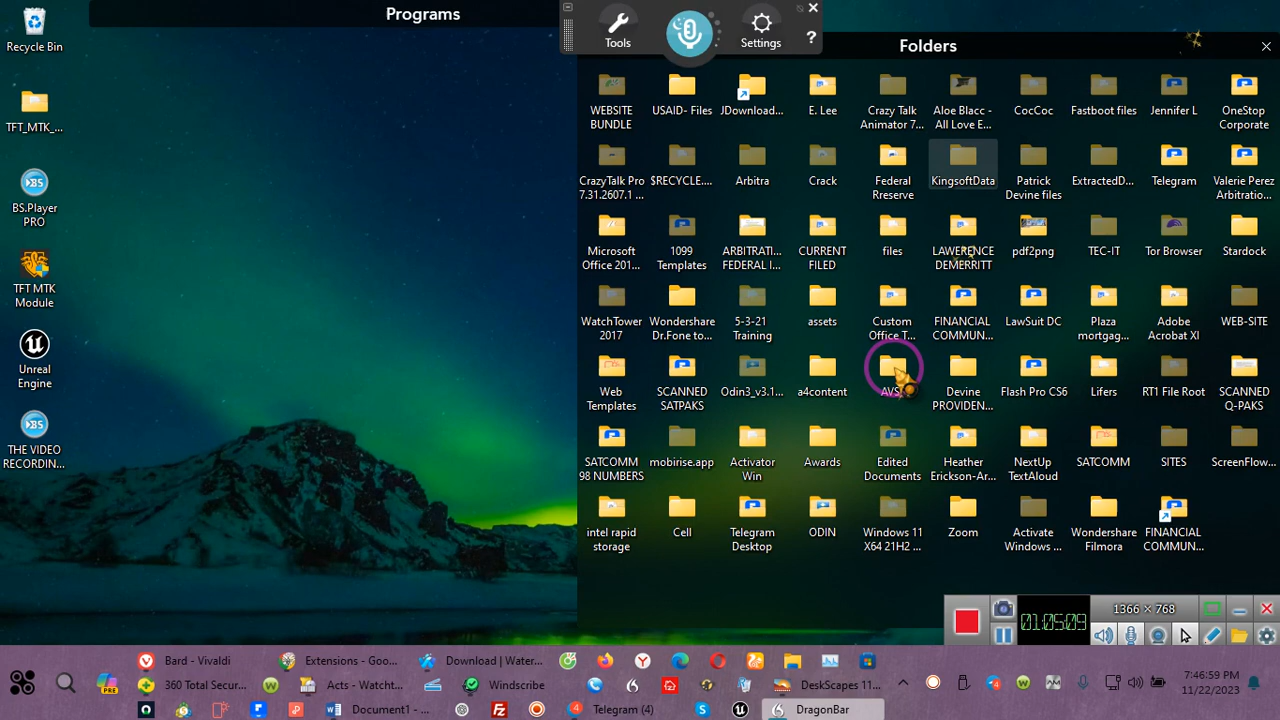 Programs
Tools
Settings
?
Folders
Recycle Bin
TFT_MTK_...
BS.Player
PRO
TFT MTK
Module
Unreal
Engine
THE VIDEO
RECORDIN...
WEBSITE
BUNDLE
USAID- Files
JDownload...
E. Lee
Crazy Talk
Animator 7...
Aloe Blacc -
All Love E...
CocCoc
Fastboot files
Jennifer L
OneStop
Corporate
CrazyTalk Pro
7.31.2607.1 ...
$RECYCLE....
Arbitra
Crack
Federal
Rreserve
KingsoftData
Patrick
Devine files
ExtractedD...
Telegram
Valerie Perez
Arbitratio...
Microsoft
Office 201...
1099
Templates
ARBITRATI...
FEDERAL I...
CURRENT
FILED
files
LAWERENCE
DEMERRITT
pdf2png
TEC-IT
Tor Browser
Stardock
WatchTower
2017
Wondershare
Dr.Fone to...
5-3-21
Training
assets
Custom
Office T...
FINANCIAL
COMMUN...
LawSuit DC
Plaza
mortgag...
Adobe
Acrobat XI
WEB-SITE
Web
Templates
SCANNED
SATPAKS
Odin3_v3.1...
a4content
Devine
PROVIDEN...
Flash Pro CS6
Lifers
RT1 File Root
SCANNED
Q-PAKS
SATCOMM
98 NUMBERS
mobirise.app
Activator
Win
Awards
Edited
Documents
Heather
Erickson-Ar...
NextUp
TextAloud
SATCOMM
SITES
ScreenFlow...
intel rapid
storage
Cell
Telegram
Desktop
ODIN
Windows 11
X64 21H2 ...
Zoom
Activate
Windows ...
Wondershare
Filmora
FINANCIAL
COMMUN...
01:05:09
1366 × 768
Bard - Vivaldi
Extensions - Goo...
Download | Water...
360 Total Secur...
Acts - Watcht...
Windscribe
DeskScapes 11...
Document1 - ...
Telegram (4)
DragonBar
7:46:59 PM
11/22/2023